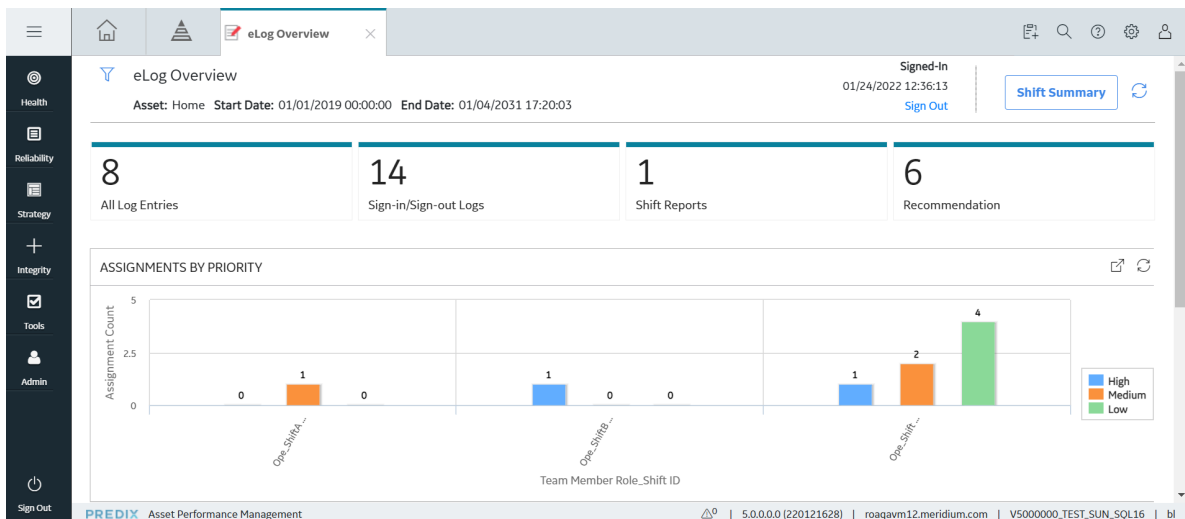 eLog Overview
Health
Reliability
Strategy
Integrity
Tools
Admin
Sign Out
eLog Overview
Asset: Home Start Date: 01/01/2019 00:00:00 End Date: 01/04/2031 17:20:03
Signed-In
01/24/2022 12:36:13
Sign Out
Shift Summary
8
All Log Entries
14
Sign-in/Sign-out Logs
1
Shift Reports
6
Recommendation
ASSIGNMENTS BY PRIORITY
Assignment Count
5
2.5
0
0 1 0
1 0 0
1 2 4
Ope_ShiftA ...
Ope_ShiftB ...
Ope_Shift ...
Team Member Role_Shift ID
High
Medium
Low
PREDIX Asset Performance Management
0 | 5.0.0.0.0 (220121628) | roaqavm12.meridium.com | V5000000_TEST_SUN_SQL16 | bl